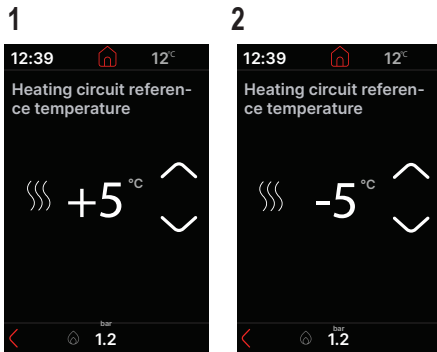 1
12:39 12°C
Heating circuit referen-
ce temperature
+5 °C
bar
1.2
2
12:39 12°C
Heating circuit referen-
ce temperature
-5 °C
bar
1.2